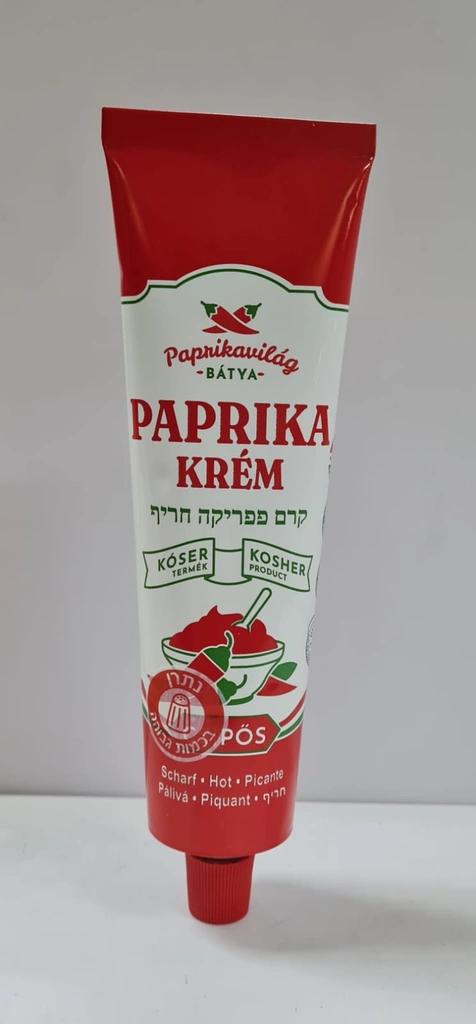 Paprikavilág
-BÁTYA-
PAPRIKA
KRÉM
קרם פפריקה חריף
KÓSER
TERMÉK
KOSHER
PRODUCT
נתרן
בכמות גבוהה
PŐS
Scharf • Hot • Picante
Pálivá • Piquant • חריף